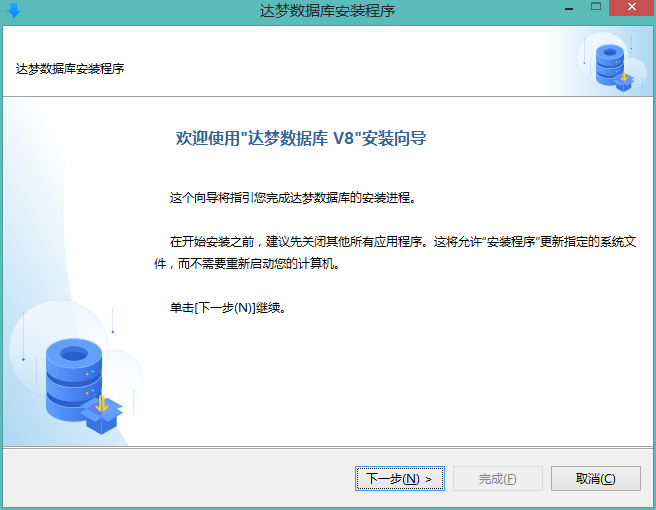 达梦数据库安装程序
达梦数据库安装程序
欢迎使用"达梦数据库 V8"安装向导
这个向导将指引您完成达梦数据库的安装进程。
在开始安装之前，建议先关闭其他所有应用程序。这将允许“安装程序”更新指定的系统文
件，而不需要重新启动您的计算机。
单击[下一步(N)]继续。
下一步(N) > 完成(F) 取消(C)